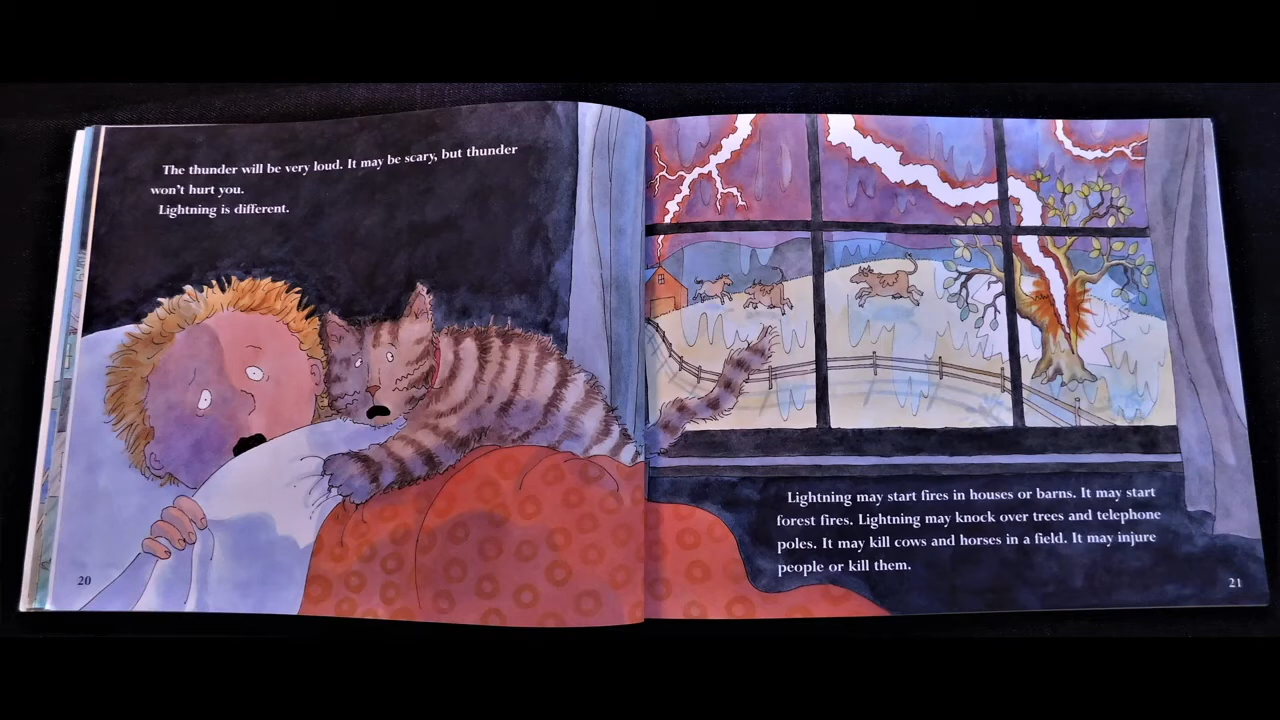 The thunder will be very loud. It may be scary, but thunder
won't hurt you.
Lightning is different.
20
Lightning may start fires in houses or barns. It may start
forest fires. Lightning may knock over trees and telephone
poles. It may kill cows and horses in a field. It may injure
people or kill them.
21